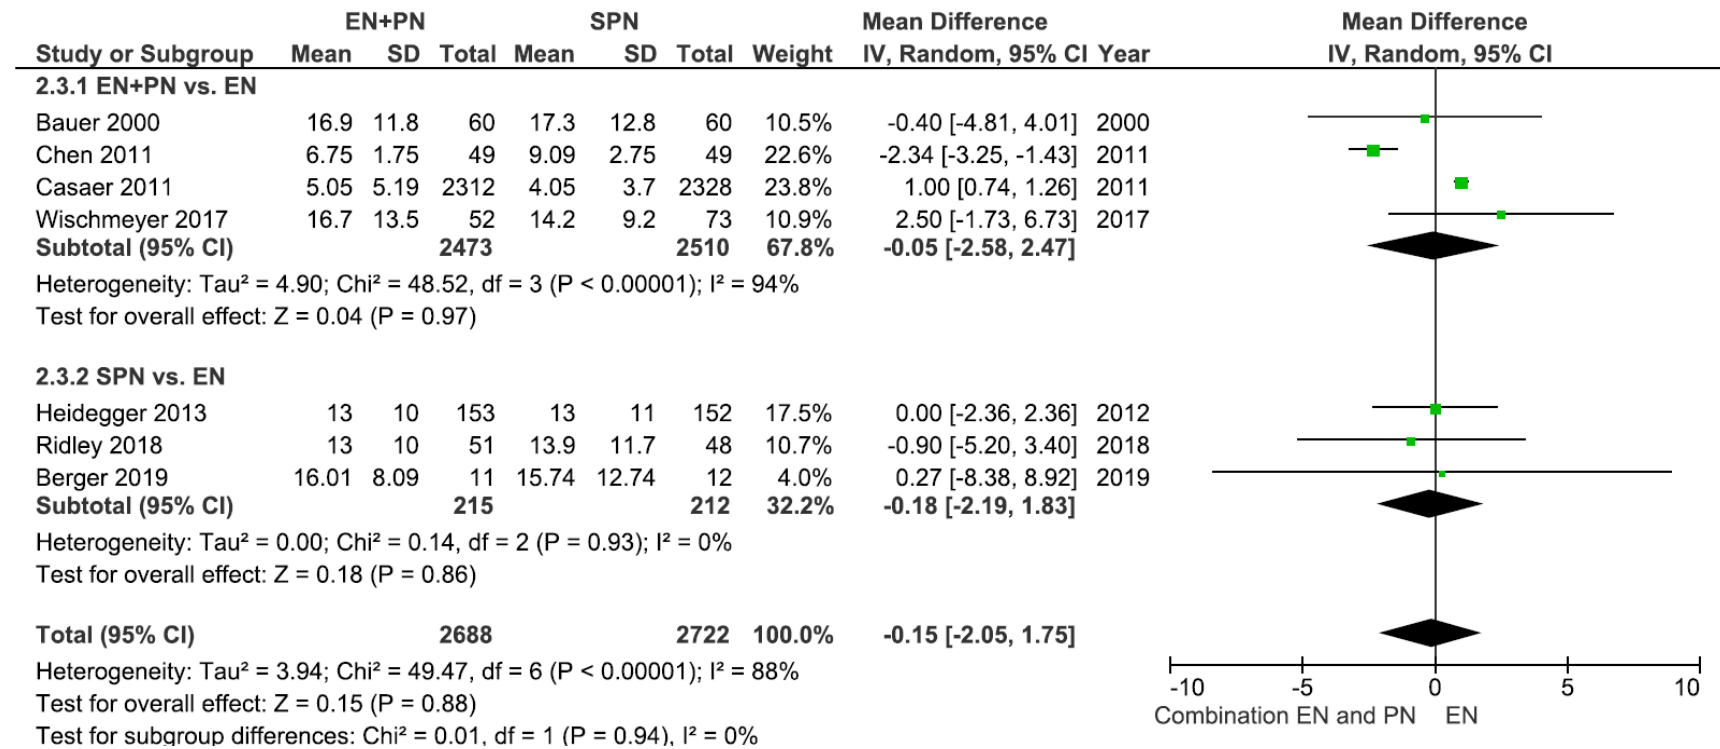 EN+PN SPN Mean Difference Mean Difference
Study or Subgroup Mean SD Total Mean SD Total Weight IV, Random, 95% CI Year IV, Random, 95% CI
2.3.1 EN+PN vs. EN
Bauer 2000 16.9 11.8 60 17.3 12.8 60 10.5% -0.40 [-4.81, 4.01] 2000
Chen 2011 6.75 1.75 49 9.09 2.75 49 22.6% -2.34 [-3.25, -1.43] 2011
Casaer 2011 5.05 5.19 2312 4.05 3.7 2328 23.8% 1.00 [0.74, 1.26] 2011
Wischmeyer 2017 16.7 13.5 52 14.2 9.2 73 10.9% 2.50 [-1.73, 6.73] 2017
Subtotal (95% CI) 2473 2510 67.8% -0.05 [-2.58, 2.47]
Heterogeneity: Tau² = 4.90; Chi² = 48.52, df = 3 (P < 0.00001); I² = 94%
Test for overall effect: Z = 0.04 (P = 0.97)
2.3.2 SPN vs. EN
Heidegger 2013 13 10 153 13 11 152 17.5% 0.00 [-2.36, 2.36] 2012
Ridley 2018 13 10 51 13.9 11.7 48 10.7% -0.90 [-5.20, 3.40] 2018
Berger 2019 16.01 8.09 11 15.74 12.74 12 4.0% 0.27 [-8.38, 8.92] 2019
Subtotal (95% CI) 215 212 32.2% -0.18 [-2.19, 1.83]
Heterogeneity: Tau² = 0.00; Chi² = 0.14, df = 2 (P = 0.93); I² = 0%
Test for overall effect: Z = 0.18 (P = 0.86)
Total (95% CI) 2688 2722 100.0% -0.15 [-2.05, 1.75]
Heterogeneity: Tau² = 3.94; Chi² = 49.47, df = 6 (P < 0.00001); I² = 88%
Test for overall effect: Z = 0.15 (P = 0.88)
Test for subgroup differences: Chi² = 0.01, df = 1 (P = 0.94), I² = 0%
-10 -5 0 5 10
Combination EN and PN EN